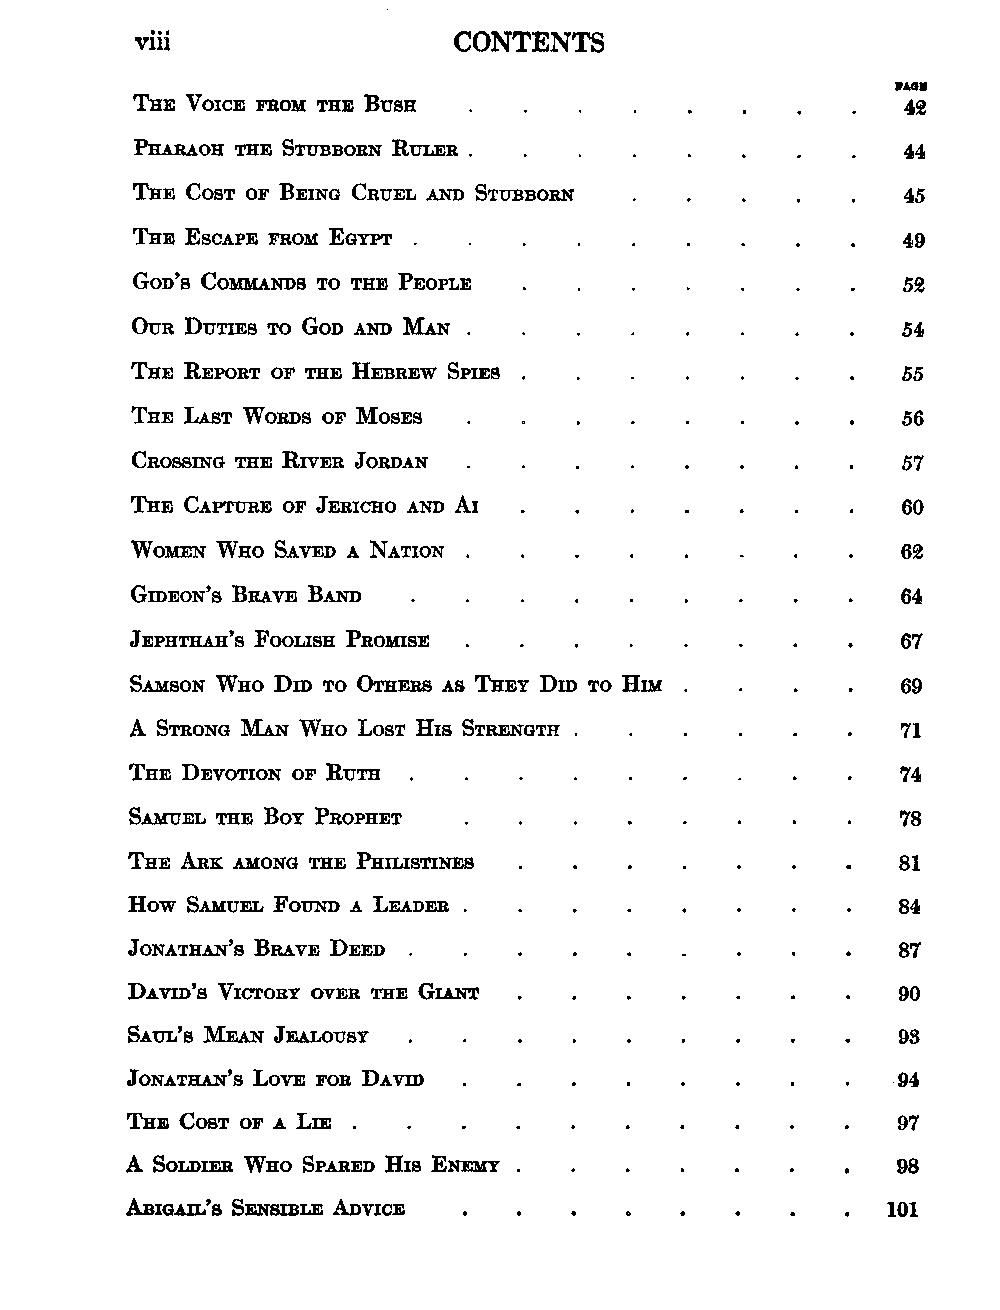 viii CONTENTS
PAGE
The Voice from the Bush . . . . . . . . 42
Pharaoh the Stubborn Ruler . . . . . . . . 44
The Cost of Being Cruel and Stubborn . . . . . 45
The Escape from Egypt . . . . . . . . . 49
God's Commands to the People . . . . . . . 52
Our Duties to God and Man . . . . . . . . 54
The Report of the Hebrew Spies . . . . . . . 55
The Last Words of Moses . . . . . . . . 56
Crossing the River Jordan . . . . . . . . 57
The Capture of Jericho and Ai . . . . . . . 60
Women Who Saved a Nation . . . . . . . . 62
Gideon's Brave Band . . . . . . . . . 64
Jephthah's Foolish Promise . . . . . . . . 67
Samson Who Did to Others as They Did to Him . . . . 69
A Strong Man Who Lost His Strength . . . . . . 71
The Devotion of Ruth . . . . . . . . . 74
Samuel the Boy Prophet . . . . . . . . 78
The Ark among the Philistines . . . . . . . 81
How Samuel Found a Leader . . . . . . . . 84
Jonathan's Brave Deed . . . . . . . . . 87
David's Victory over the Giant . . . . . . . 90
Saul's Mean Jealousy . . . . . . . . . 93
Jonathan's Love for David . . . . . . . . 94
The Cost of a Lie . . . . . . . . . . 97
A Soldier Who Spared His Enemy . . . . . . . 98
Abigail's Sensible Advice . . . . . . . . 101